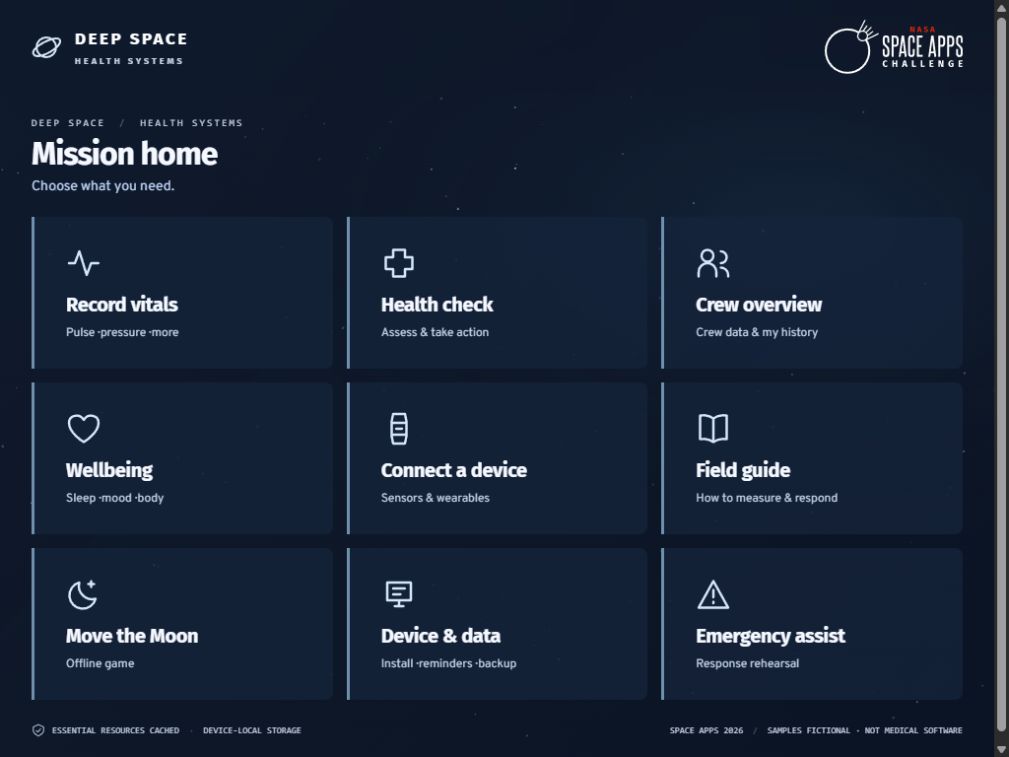 DEEP SPACE
HEALTH SYSTEMS
NASA
SPACE APPS
CHALLENGE
DEEP SPACE / HEALTH SYSTEMS
Mission home
Choose what you need.
Record vitals
Pulse ·pressure ·more
Health check
Assess & take action
Crew overview
Crew data & my history
Wellbeing
Sleep ·mood ·body
Connect a device
Sensors & wearables
Field guide
How to measure & respond
Move the Moon
Offline game
Device & data
Install ·reminders ·backup
Emergency assist
Response rehearsal
ESSENTIAL RESOURCES CACHED · DEVICE-LOCAL STORAGE
SPACE APPS 2026 / SAMPLES FICTIONAL · NOT MEDICAL SOFTWARE